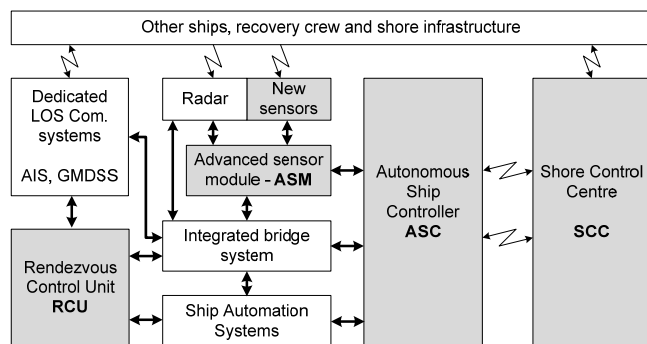 Other ships, recovery crew and shore infrastructure
Dedicated
LOS Com.
systems
AIS, GMDSS
Radar
New
sensors
Advanced sensor
module - ASM
Integrated bridge
system
Rendezvous
Control Unit
RCU
Ship Automation
Systems
Autonomous
Ship
Controller
ASC
Shore Control
Centre
SCC